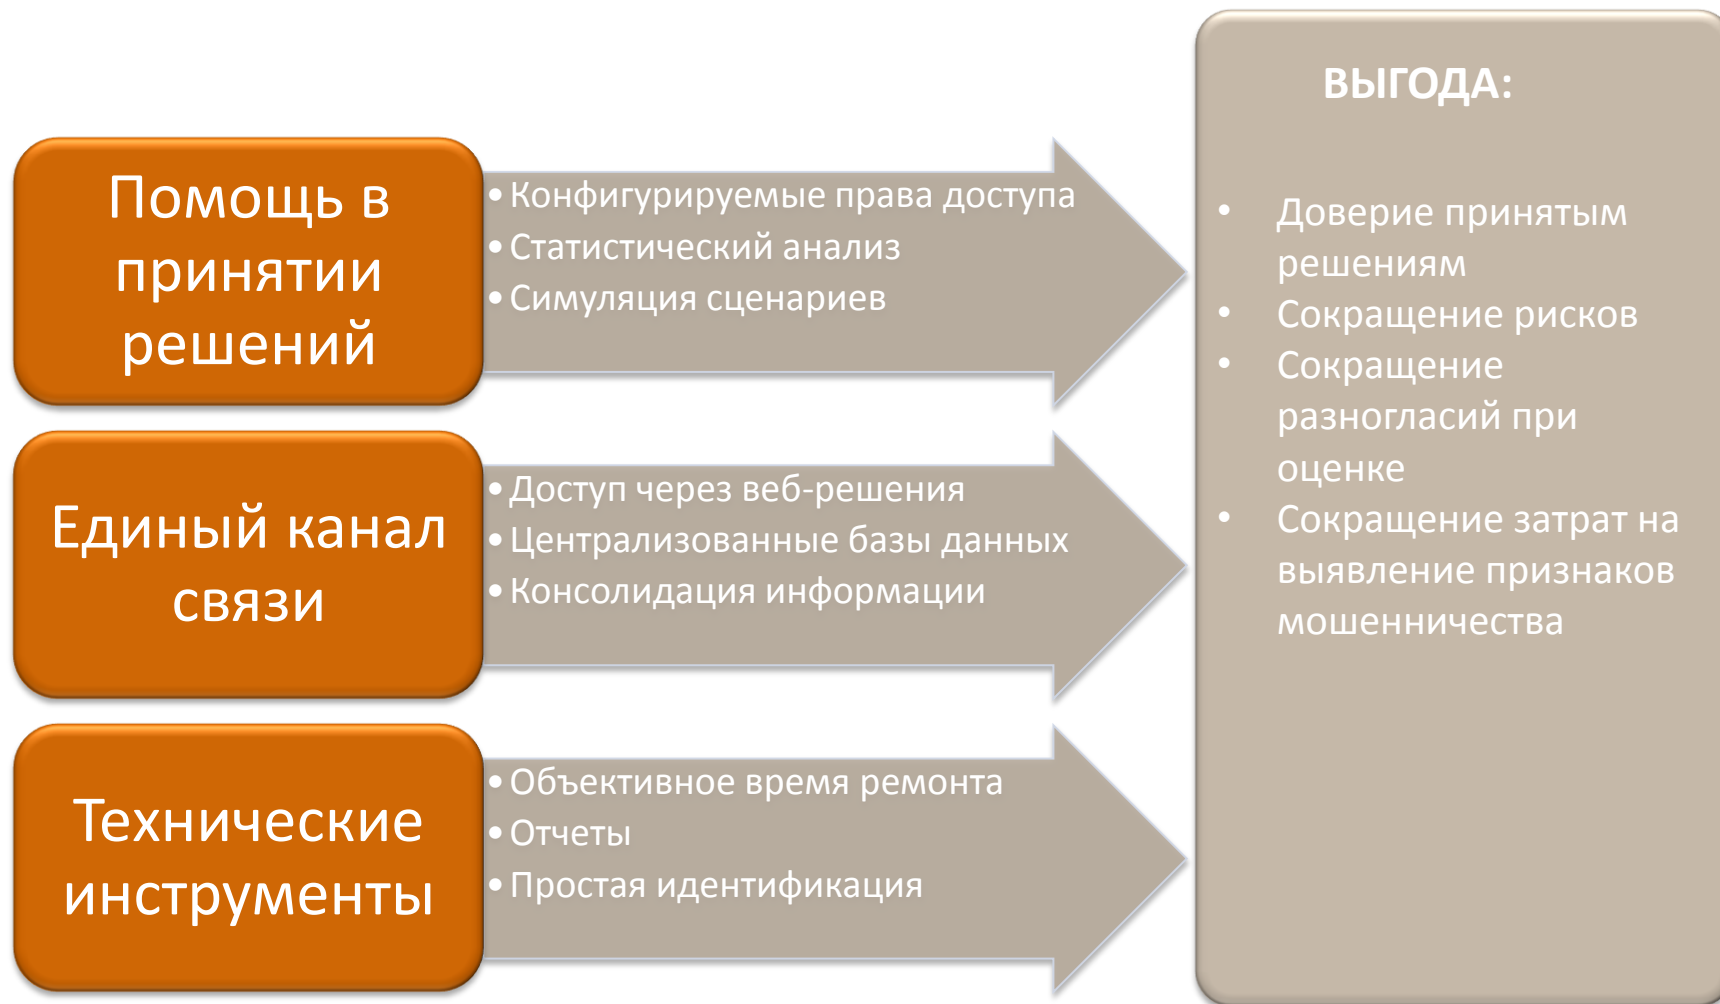 Помощь в
принятии
решений
• Конфигурируемые права доступа
• Статистический анализ
• Симуляция сценариев
Единый канал
связи
• Доступ через веб-решения
• Централизованные базы данных
• Консолидация информации
Технические
инструменты
• Объективное время ремонта
• Отчеты
• Простая идентификация
ВЫГОДА:
• Доверие принятым
решениям
• Сокращение рисков
• Сокращение
разногласий при
оценке
• Сокращение затрат на
выявление признаков
мошенничества